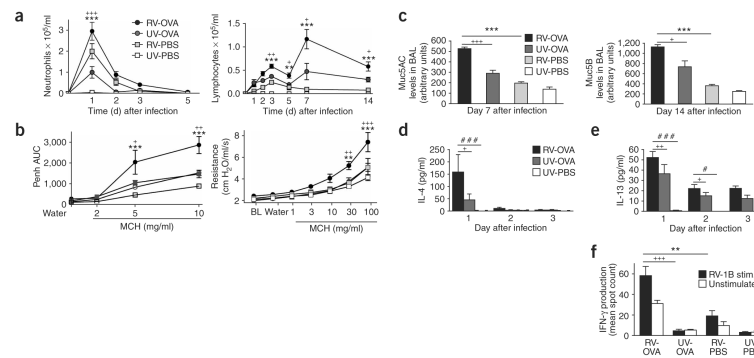 a
Neutrophils × 10⁵/ml
3
2
1
0
+++
***
1 2 3 5
Time (d) after infection
RV-OVA
UV-OVA
RV-PBS
UV-PBS
Lymphocytes × 10⁵/ml
1.5
1.0
0.5
0
++
***
+
**
+
***
+
***
1 2 3 5 7 14
Time (d) after infection
b
Penh AUC
3,000
2,000
1,000
0
+
***
++
***
Water 2 5 10
MCH (mg/ml)
Resistance
(cm H₂O/ml/s)
8
6
4
2
0
++
**
+++
***
BL Water 1 3 10 30 100
MCH (mg/ml)
c
Muc5AC
levels in BAL
(arbitrary units)
600
500
400
300
200
100
0
***
+++
Day 7 after infection
RV-OVA
UV-OVA
RV-PBS
UV-PBS
Muc5B
levels in BAL
(arbitrary units)
1,200
1,000
800
600
400
200
0
***
+
Day 14 after infection
d
IL-4
(pg/ml)
250
200
150
100
50
0
# # #
+
RV-OVA
UV-OVA
UV-PBS
1 2 3
Day after infection
e
IL-13
(pg/ml)
60
40
20
0
# # #
++
#
+
1 2 3
Day after infection
f
IFN-γ production
(mean spot count)
60
40
20
0
**
+++
RV-1B stim
Unstimulate
RV-
OVA
UV-
OVA
RV-
PBS
UV
PB